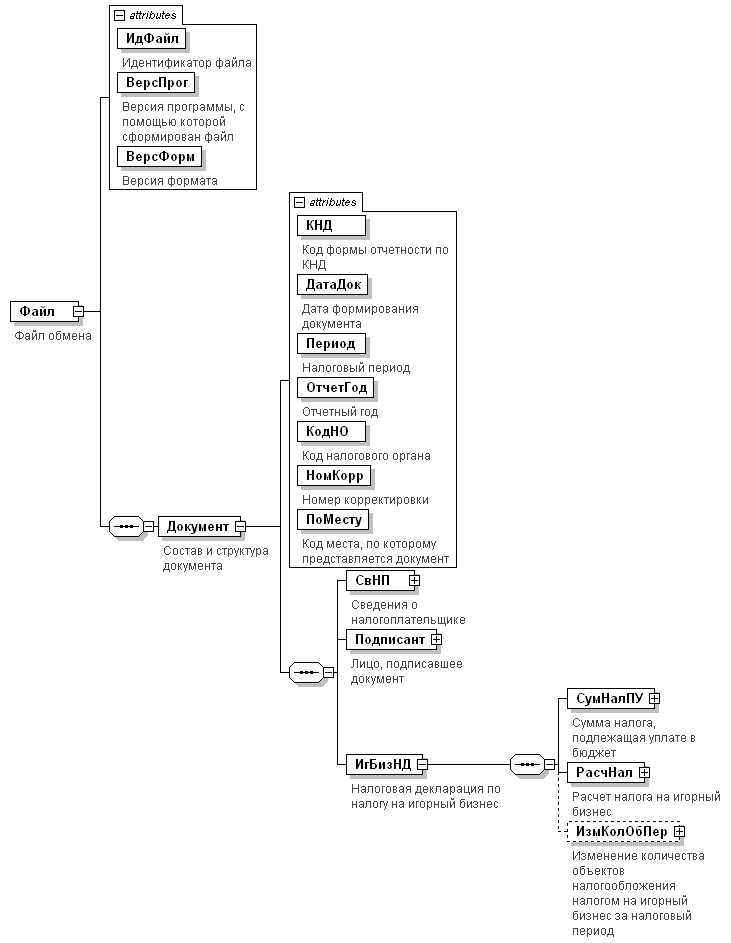 attributes
ИдФайл
Идентификатор файла
ВерсПрог
Версия программы, с
помощью которой
сформирован файл
ВерсФорм
Версия формата
attributes
КНД
Код формы отчетности по
КНД
ДатаДок
Дата формирования
документа
Период
Налоговый период
ОтчетГод
Отчетный год
КодНО
Код налогового органа
НомКорр
Номер корректировки
ПоМесту
Код места, по которому
представляется документ
Файл
Файл обмена
Документ
Состав и структура
документа
СвНП
Сведения о
налогоплательщике
Подписант
Лицо, подписавшее
документ
ИгБизНД
Налоговая декларация по
налогу на игорный бизнес
СумНалПУ
Сумма налога,
подлежащая уплате в
бюджет
РасчНал
Расчет налога на игорный
бизнес
ИзмКолОбПер
Изменение количества
объектов
налогообложения
налогом на игорный
бизнес за налоговый
период